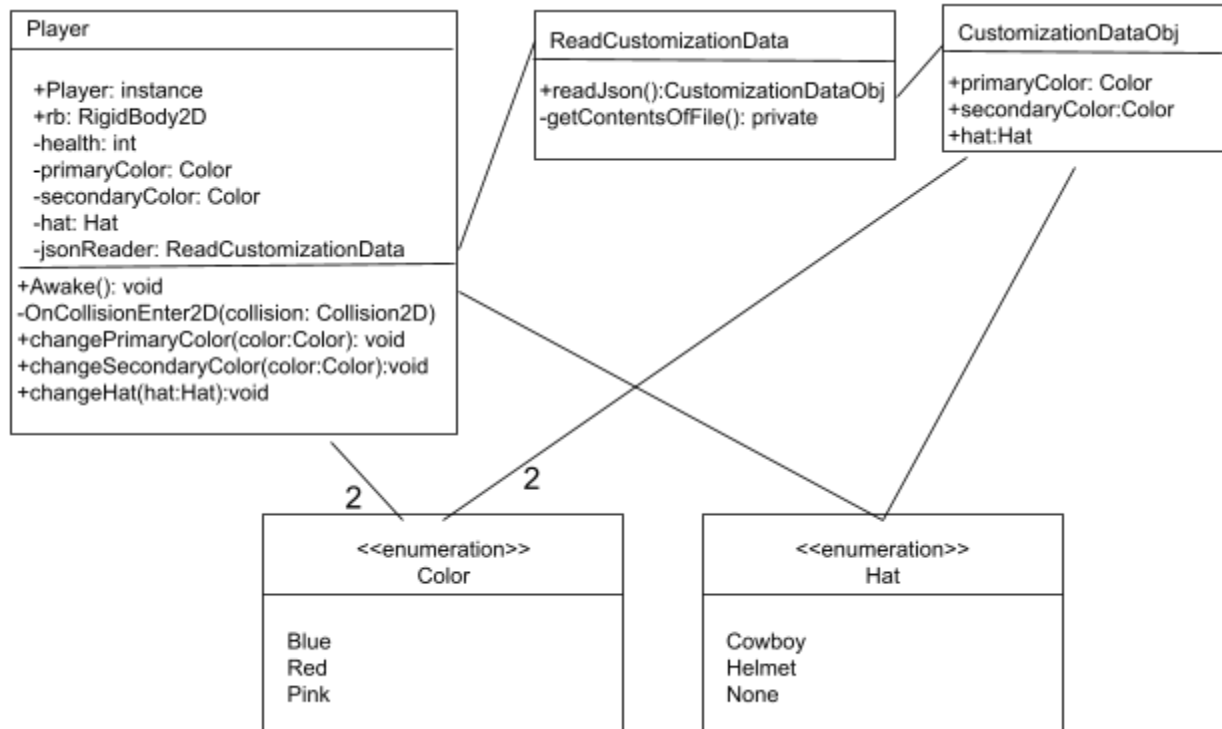 Player
+Player: instance
+rb: RigidBody2D
-health: int
-primaryColor: Color
-secondaryColor: Color
-hat: Hat
-jsonReader: ReadCustomizationData
+Awake(): void
-OnCollisionEnter2D(collision: Collision2D)
+changePrimaryColor(color:Color): void
+changeSecondaryColor(color:Color):void
+changeHat(hat:Hat):void
ReadCustomizationData
+readJson():CustomizationDataObj
-getContentsOfFile(): private
CustomizationDataObj
+primaryColor: Color
+secondaryColor:Color
+hat:Hat
2
2
<<enumeration>>
Color
Blue
Red
Pink
<<enumeration>>
Hat
Cowboy
Helmet
None